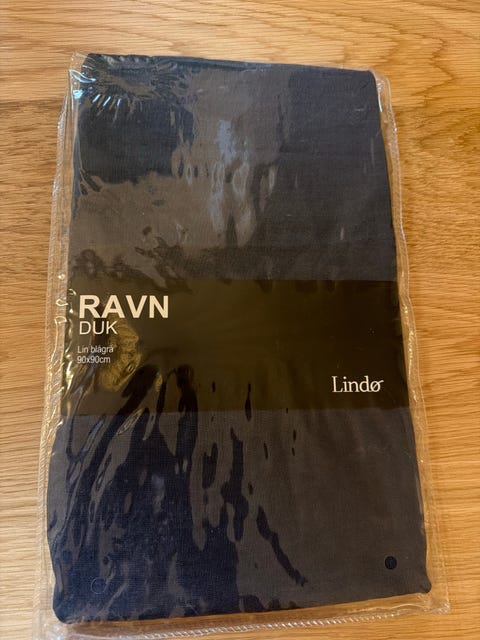 RAVN
DUK
Lin blågrå
90x90cm
Lindø